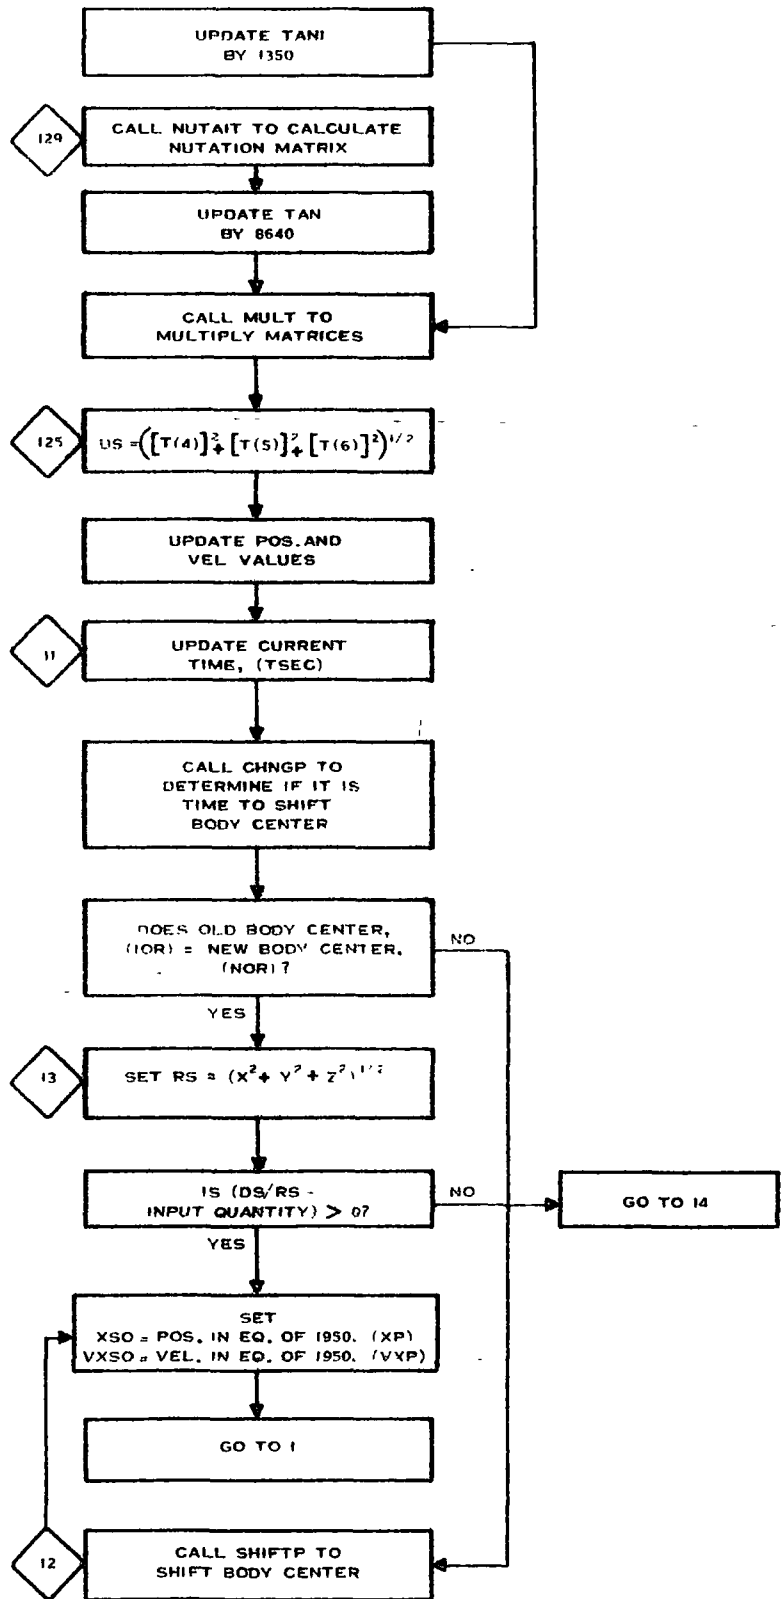 UPDATE TAN1
BY 1350
129
CALL NUTAIT TO CALCULATE
NUTATION MATRIX
UPDATE TAN
BY 8640
CALL MULT TO
MULTIPLY MATRICES
125
DS = ([T(4)]² + [T(5)]² + [T(6)]²)^1/2
UPDATE POS. AND
VEL VALUES
11
UPDATE CURRENT
TIME, (TSEC)
CALL CHNGP TO
DETERMINE IF IT IS
TIME TO SHIFT
BODY CENTER
DOES OLD BODY CENTER,
(IOR) = NEW BODY CENTER,
(NOR)?
NO
YES
13
SET RS = (X² + Y² + Z²)^1/2
IS (DS/RS -
INPUT QUANTITY) > 0?
NO
GO TO 14
YES
SET
XSO = POS. IN EQ. OF 1950. (XP)
VXSO = VEL. IN EQ. OF 1950. (VXP)
GO TO 1
12
CALL SHIFTP TO
SHIFT BODY CENTER